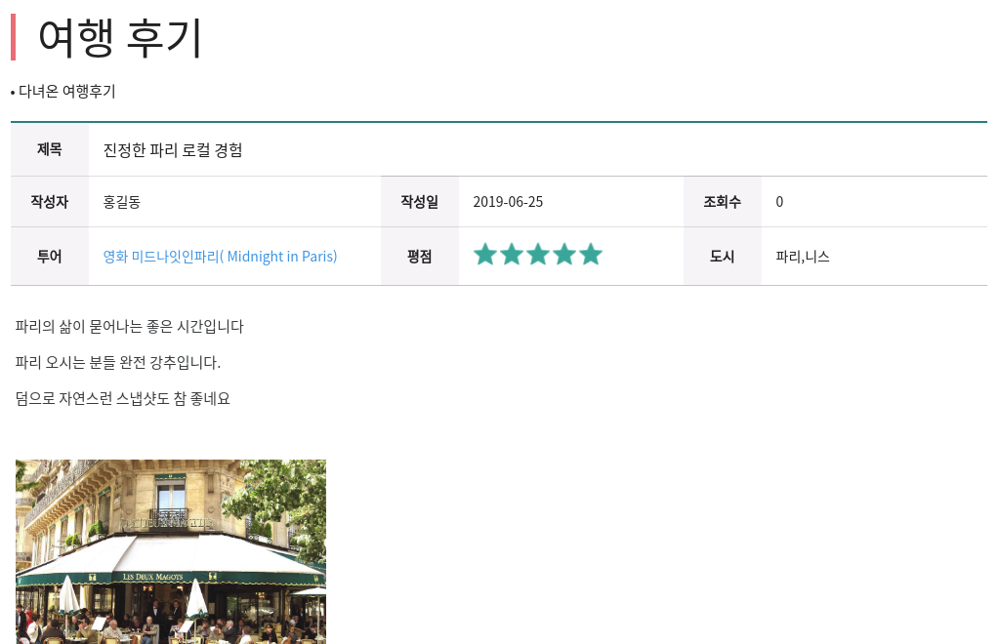 여행 후기
• 다녀온 여행후기
제목 진정한 파리 로컬 경험
작성자 홍길동 작성일 2019-06-25 조회수 0
투어 영화 미드나잇인파리( Midnight in Paris) 평점 ★★★★★ 도시 파리,니스
파리의 삶이 묻어나는 좋은 시간입니다
파리 오시는 분들 완전 강추입니다.
덤으로 자연스런 스냅샷도 참 좋네요
LES DEUX MAGOTS